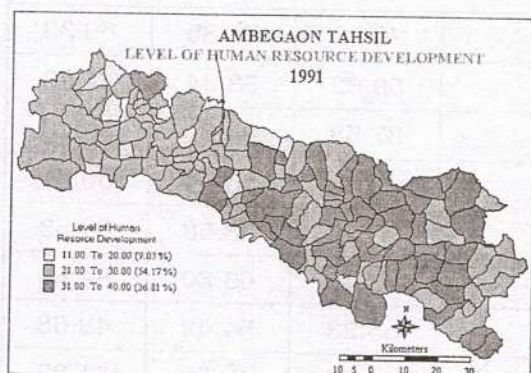 AMBEGAON TAHSIL
LEVEL OF HUMAN RESOURCE DEVELOPMENT
1991
Level of Human
Resorce Development
11.00 To 20.00 (9.03 %)
21.00 To 30.00 (54.17 %)
31.00 To 40.00 (36.81 %)
N
Kilometers
10 5 0 10 20 30